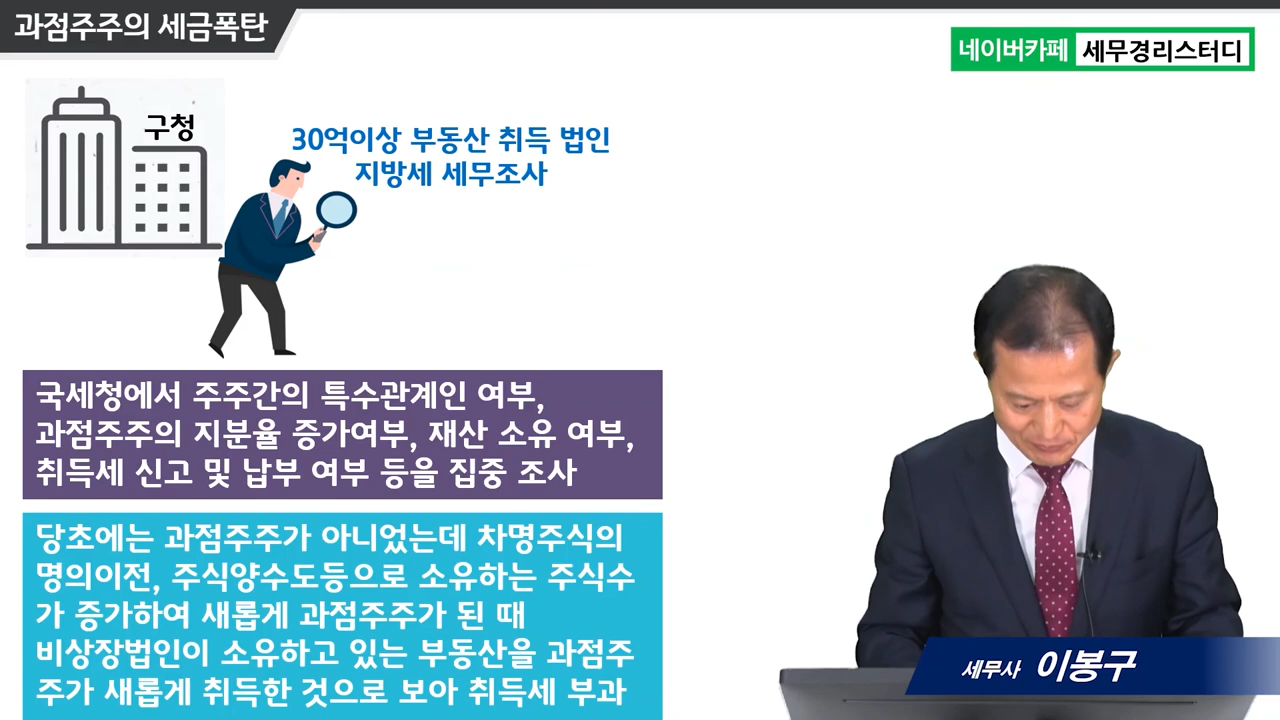 과점주주의 세금폭탄
네이버카페 세무경리스터디
구청
30억이상 부동산 취득 법인
지방세 세무조사
국세청에서 주주간의 특수관계인 여부,
과점주주의 지분율 증가여부, 재산 소유 여부,
취득세 신고 및 납부 여부 등을 집중 조사
당초에는 과점주주가 아니었는데 차명주식의
명의이전, 주식양수도등으로 소유하는 주식수
가 증가하여 새롭게 과점주주가 된 때
비상장법인이 소유하고 있는 부동산을 과점주
주가 새롭게 취득한 것으로 보아 취득세 부과
세무사 이봉구